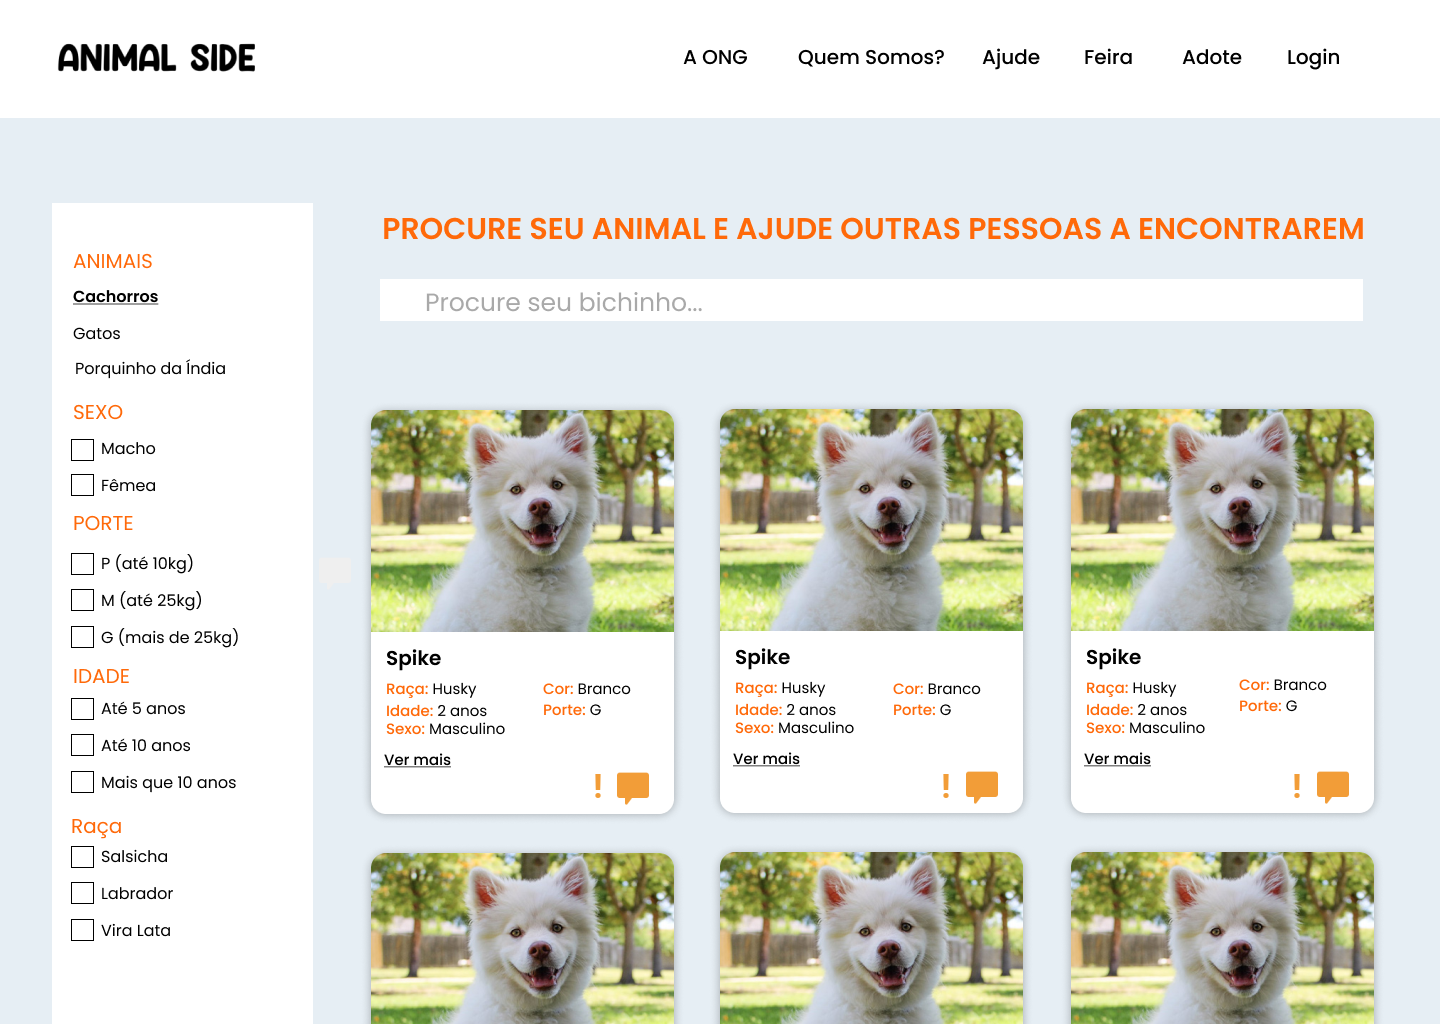 ANIMAL SIDE
A ONG Quem Somos? Ajude Feira Adote Login
PROCURE SEU ANIMAL E AJUDE OUTRAS PESSOAS A ENCONTRAREM
Procure seu bichinho...
ANIMAIS
Cachorros
Gatos
Porquinho da Índia
SEXO
Macho
Fêmea
PORTE
P (até 10kg)
M (até 25kg)
G (mais de 25kg)
IDADE
Até 5 anos
Até 10 anos
Mais que 10 anos
Raça
Salsicha
Labrador
Vira Lata
Spike
Raça: Husky
Cor: Branco
Idade: 2 anos
Porte: G
Sexo: Masculino
Ver mais
!
Spike
Raça: Husky
Cor: Branco
Idade: 2 anos
Porte: G
Sexo: Masculino
Ver mais
!
Spike
Raça: Husky
Cor: Branco
Idade: 2 anos
Porte: G
Sexo: Masculino
Ver mais
!